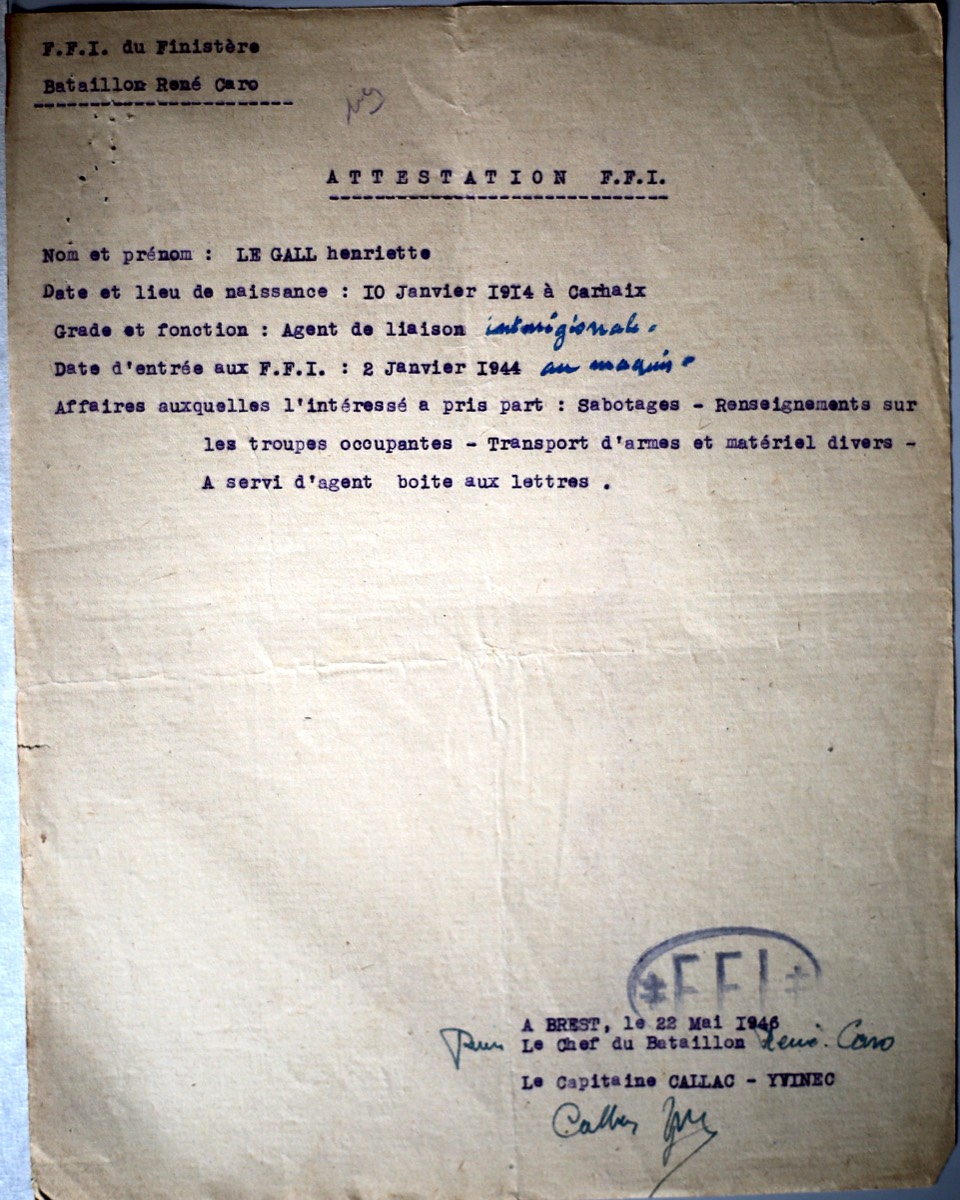 F.F.I. du Finistère
Bataillon René Caro
ATTESTATION F.F.I.
Nom et prénom : LE GALL henriette
Date et lieu de naissance : IO Janvier I9I4 à Carhaix
Grade et fonction : Agent de liaison interrégionale.
Date d'entrée aux F.F.I. : 2 Janvier I944 au maquis.
Affaires auxquelles l'intéressé a pris part : Sabotages - Renseignements sur
les troupes occupantes - Transport d'armes et matériel divers -
A servi d'agent boite aux lettres .
FFI
A BREST, le 22 Mai I946
Pour Le Chef du Bataillon René. Caro
Le Capitaine CALLAC - YVINEC
Callac